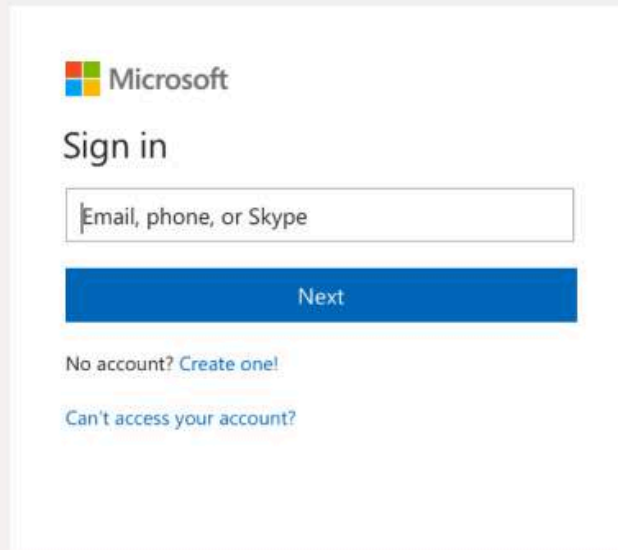 Microsoft
Sign in
Email, phone, or Skype
Next
No account? Create one!
Can't access your account?